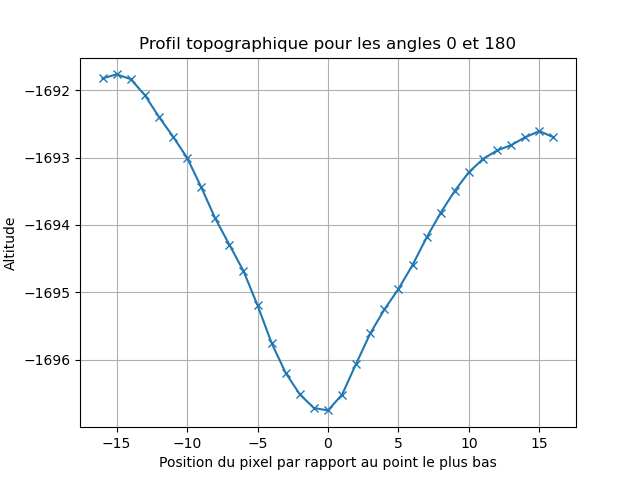 Profil topographique pour les angles 0 et 180
−1692
−1693
−1694
−1695
−1696
Altitude
−15 −10 −5 0 5 10 15
Position du pixel par rapport au point le plus bas